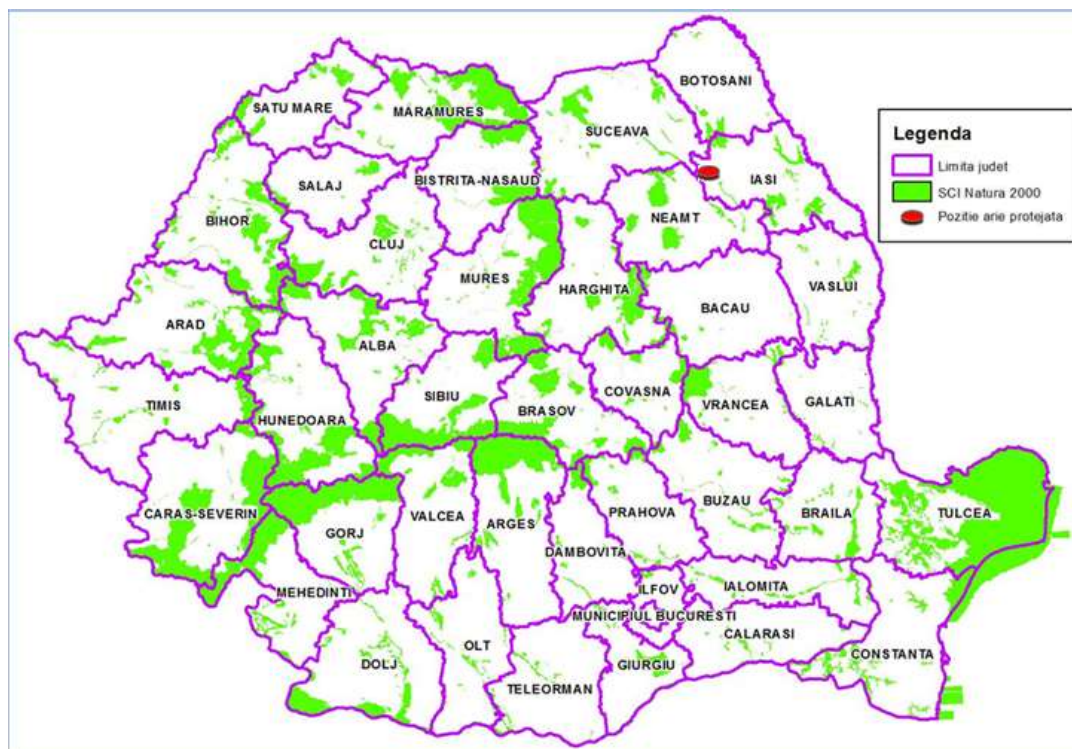 BOTOSANI
SATU MARE
MARAMURES
SUCEAVA
Legenda
Limita judet
SCI Natura 2000
Pozitie arie protejata
SALAJ
BISTRITA-NASAUD
IASI
BIHOR
NEAMT
CLUJ
MURES
HARGHITA
VASLUI
BACAU
ARAD
ALBA
TIMIS
HUNEDOARA
SIBIU
BRASOV
COVASNA
VRANCEA
GALATI
CARAS-SEVERIN
GORJ
VALCEA
ARGES
PRAHOVA
BUZAU
BRAILA
TULCEA
DAMBOVITA
MEHEDINTI
ILFOV
IALOMITA
MUNICIPIUL BUCURESTI
CALARASI
DOLJ
OLT
GIURGIU
CONSTANTA
TELEORMAN